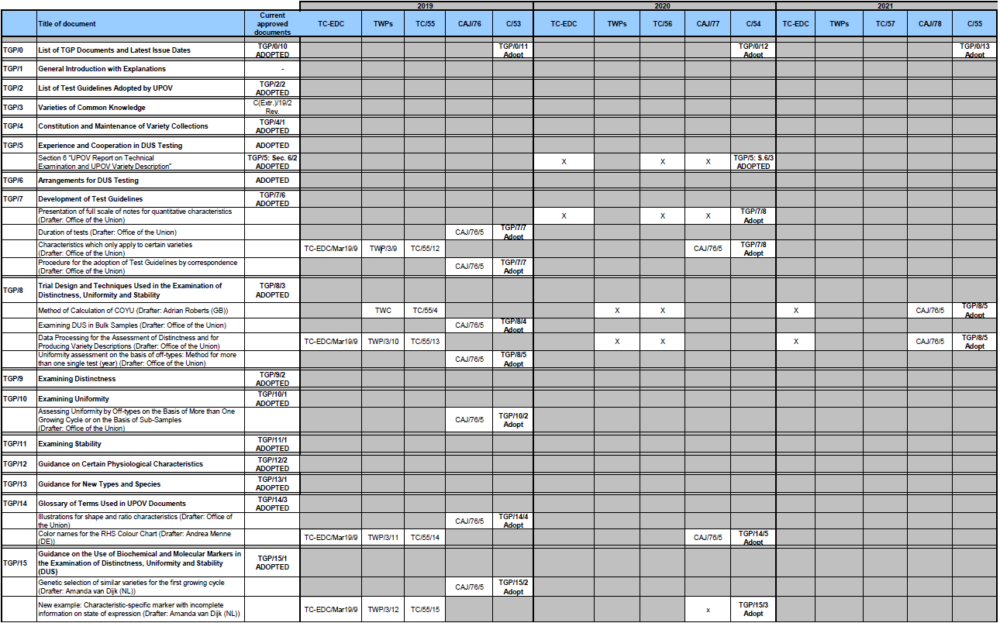 2019 2020 2021
Title of document Current approved documents TC-EDC TWPs TC/55 CAJ/76 C/53 TC-EDC TWPs TC/56 CAJ/77 C/54 TC-EDC TWPs TC/57 CAJ/78 C/55
TGP/0 List of TGP Documents and Latest Issue Dates TGP/0/10 ADOPTED TGP/0/11 Adopt TGP/0/12 Adopt TGP/0/13 Adopt
TGP/1 General Introduction with Explanations -
TGP/2 List of Test Guidelines Adopted by UPOV TGP/2/2 ADOPTED
TGP/3 Varieties of Common Knowledge C(Extr.)/19/2 Rev.
TGP/4 Constitution and Maintenance of Variety Collections TGP/4/1 ADOPTED
TGP/5 Experience and Cooperation in DUS Testing ADOPTED
Section 6 "UPOV Report on Technical Examination and UPOV Variety Description" TGP/5: Sec. 6/2 ADOPTED X X X TGP/5: S.6/3 ADOPTED
TGP/6 Arrangements for DUS Testing ADOPTED
TGP/7 Development of Test Guidelines TGP/7/6 ADOPTED
Presentation of full scale of notes for quantitative characteristics (Drafter: Office of the Union) X X X TGP/7/8 Adopt
Duration of tests (Drafter: Office of the Union) CAJ/76/5 TGP/7/7 Adopt
Characteristics which only apply to certain varieties (Drafter: Office of the Union) TC-EDC/Mar19/9 TWP/3/9 TC/55/12 CAJ/76/5 TGP/7/8 Adopt
Procedure for the adoption of Test Guidelines by correspondence (Drafter: Office of the Union) CAJ/76/5 TGP/7/7 Adopt
TGP/8 Trial Design and Techniques Used in the Examination of Distinctness, Uniformity and Stability TGP/8/3 ADOPTED
Method of Calculation of COYU (Drafter: Adrian Roberts (GB)) TWC TC/55/4 X X X CAJ/76/5 TGP/8/5 Adopt
Examining DUS in Bulk Samples (Drafter: Office of the Union) CAJ/76/5 TGP/8/4 Adopt
Data Processing for the Assessment of Distinctness and for Producing Variety Descriptions (Drafter: Office of the Union) TC-EDC/Mar19/9 TWP/3/10 TC/55/13 X X X CAJ/76/5 TGP/8/5 Adopt
Uniformity assessment on the basis of off-types: Method for more than one single test (year) (Drafter: Office of the Union) CAJ/76/5 TGP/8/5 Adopt
TGP/9 Examining Distinctness TGP/9/2 ADOPTED
TGP/10 Examining Uniformity TGP/10/1 ADOPTED
Assessing Uniformity by Off-types on the Basis of More than One Growing Cycle or on the Basis of Sub-Samples (Drafter: Office of the Union) CAJ/76/5 TGP/10/2 Adopt
TGP/11 Examining Stability TGP/11/1 ADOPTED
TGP/12 Guidance on Certain Physiological Characteristics TGP/12/2 ADOPTED
TGP/13 Guidance for New Types and Species TGP/13/1 ADOPTED
TGP/14 Glossary of Terms Used in UPOV Documents TGP/14/3 ADOPTED
Illustrations for shape and ratio characteristics (Drafter: Office of the Union) CAJ/76/5 TGP/14/4 Adopt
Color names for the RHS Colour Chart (Drafter: Andrea Menne (DE)) TC-EDC/Mar19/9 TWP/3/11 TC/55/14 CAJ/76/5 TGP/14/5 Adopt
TGP/15 Guidance on the Use of Biochemical and Molecular Markers in the Examination of Distinctness, Uniformity and Stability (DUS) TGP/15/1 ADOPTED
Genetic selection of similar varieties for the first growing cycle (Drafter: Amanda van Dijk (NL)) CAJ/76/5 TGP/15/2 Adopt
New example: Characteristic-specific marker with incomplete information on state of expression (Drafter: Amanda van Dijk (NL)) TC-EDC/Mar19/9 TWP/3/12 TC/55/15 x TGP/15/3 Adopt